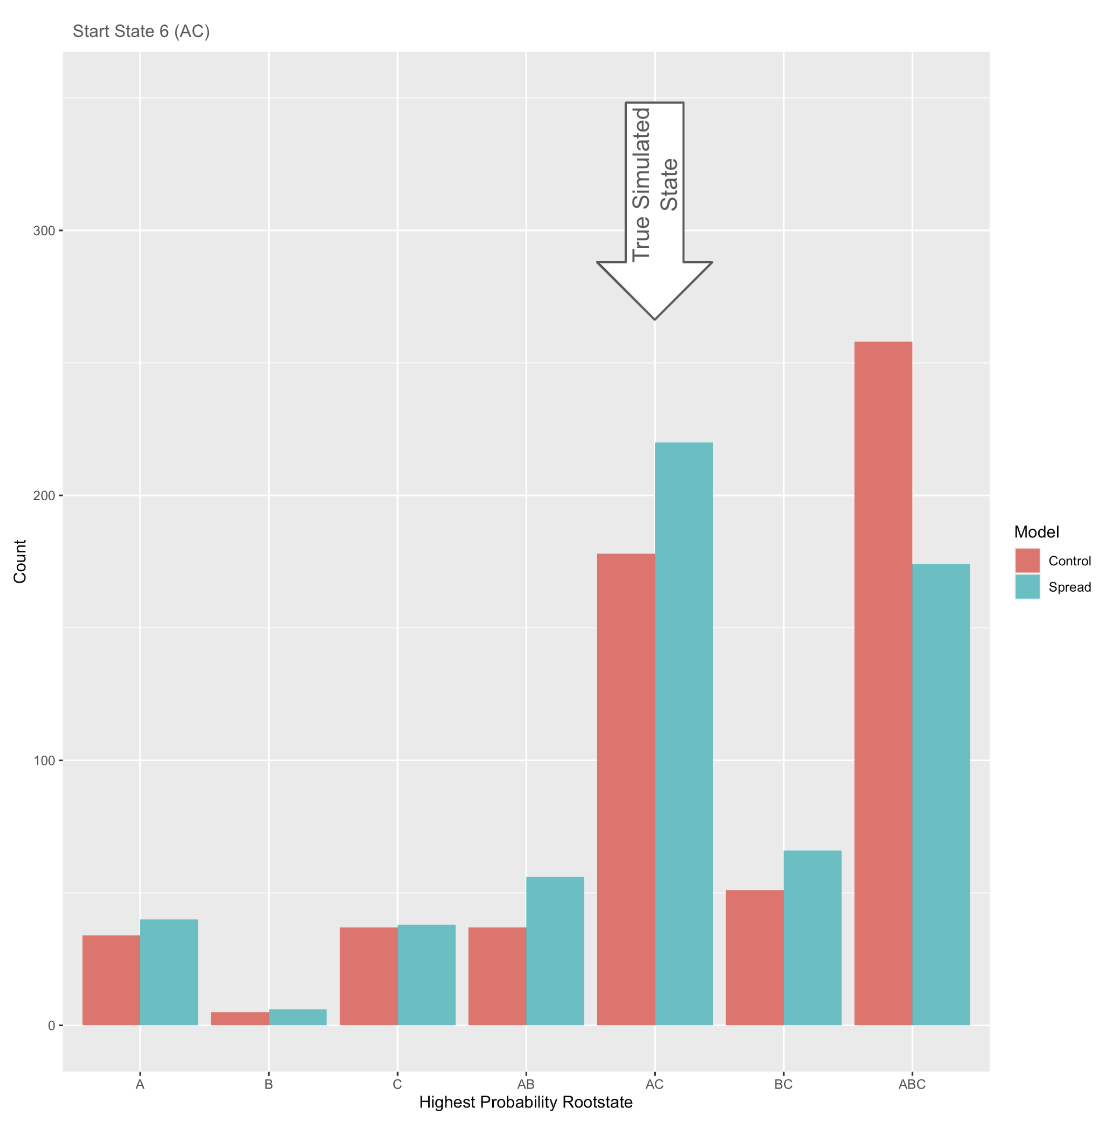 Start State 6 (AC)
True Simulated
State
300
200
100
0
Count
A B C AB AC BC ABC
Highest Probability Rootstate
Model
Control
Spread